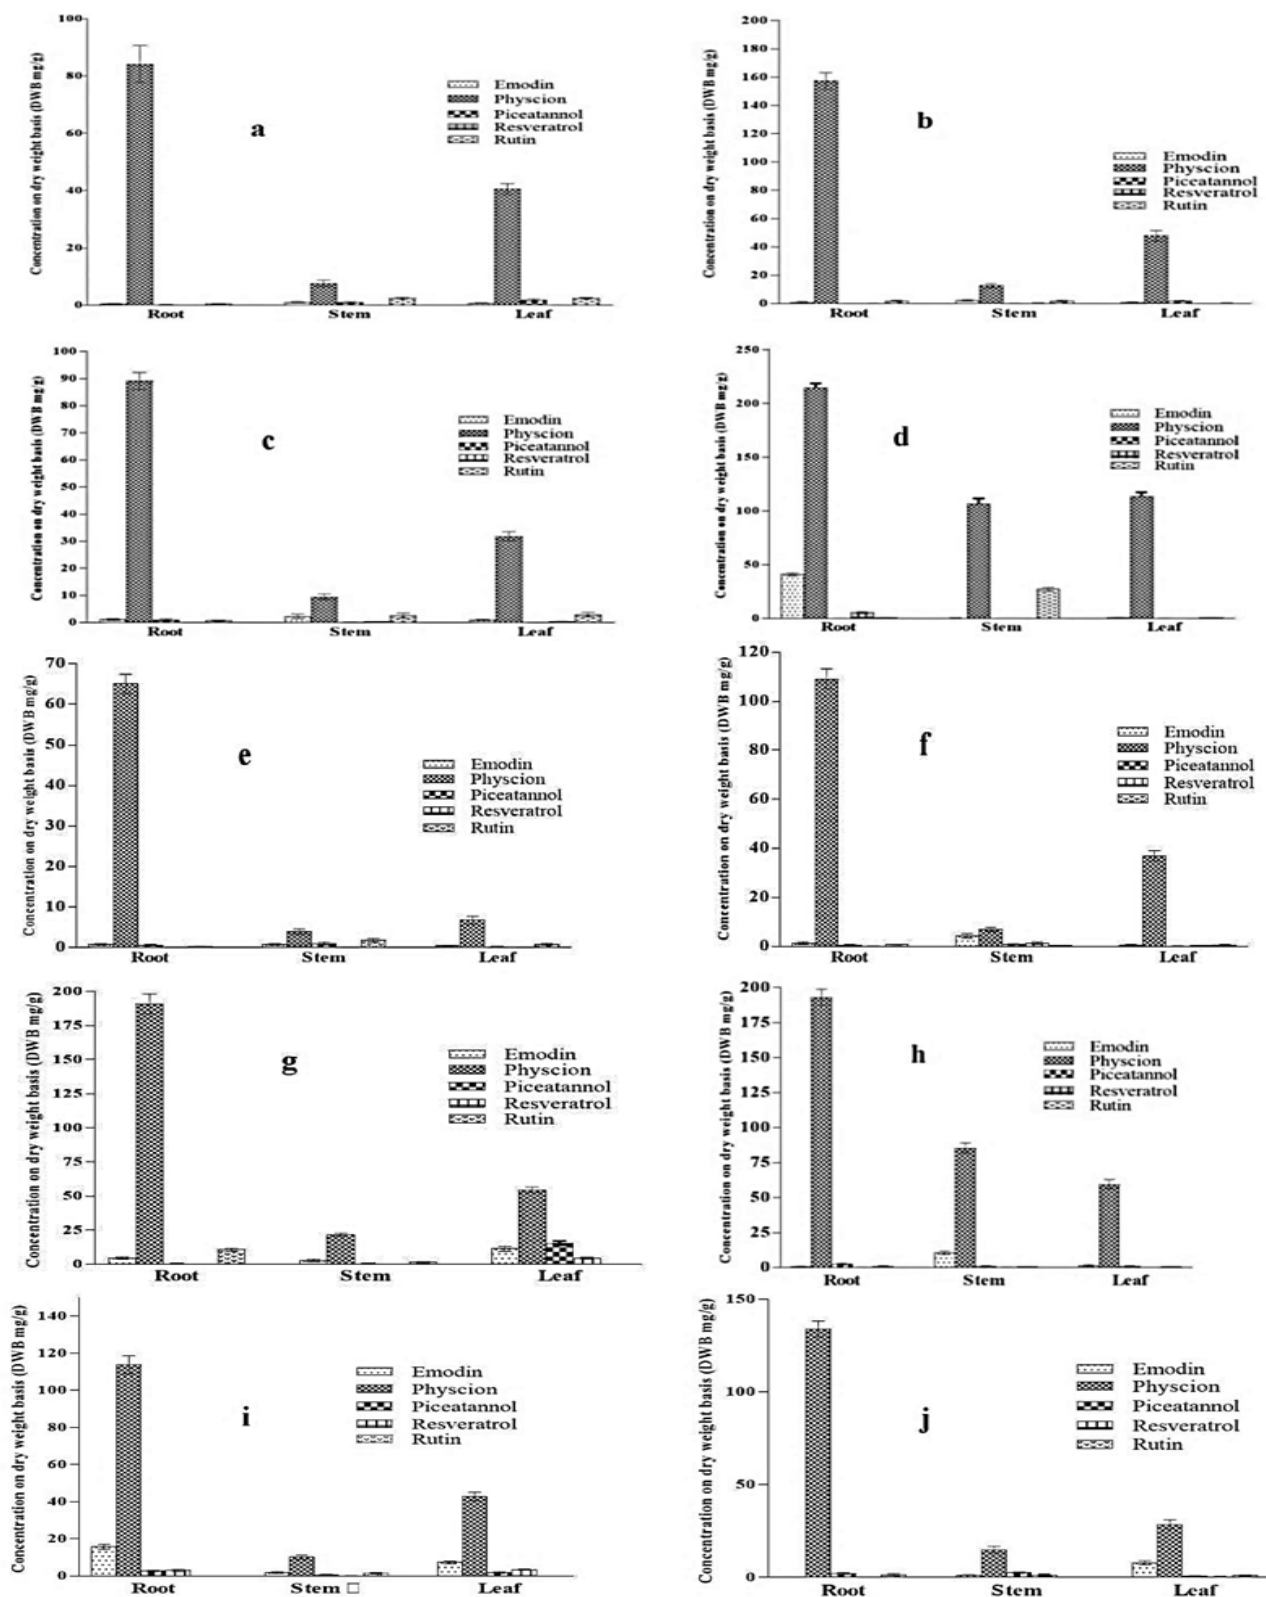 Concentration on dry weight basis (DWB mg/g)
100
80
60
40
20
0
a
Emodin
Physcion
Piceatannol
Resveratrol
Rutin
Root Stem Leaf
Concentration on dry weight basis (DWB mg/g)
200
180
160
140
120
100
80
60
40
20
0
b
Emodin
Physcion
Piceatannol
Resveratrol
Rutin
Root Stem Leaf
Concentration on dry weight basis (DWB mg/g)
100
90
80
70
60
50
40
30
20
10
0
c
Emodin
Physcion
Piceatannol
Resveratrol
Rutin
Root Stem Leaf
Concentration on dry weight basis (DWB mg/g)
250
200
150
100
50
0
d
Emodin
Physcion
Piceatannol
Resveratrol
Rutin
Root Stem Leaf
Concentration on dry weight basis (DWB mg/g)
70
60
50
40
30
20
10
0
e
Emodin
Physcion
Piceatannol
Resveratrol
Rutin
Root Stem Leaf
Concentration on dry weight basis (DWB mg/g)
120
100
80
60
40
20
0
f
Emodin
Physcion
Piceatannol
Resveratrol
Rutin
Root Stem Leaf
Concentration on dry weight basis (DWB mg/g)
200
175
150
125
100
75
50
25
0
g
Emodin
Physcion
Piceatannol
Resveratrol
Rutin
Root Stem Leaf
Concentration on dry weight basis (DWB mg/g)
200
175
150
125
100
75
50
25
0
h
Emodin
Physcion
Piceatannol
Resveratrol
Rutin
Root Stem Leaf
Concentration on dry weight basis (DWB mg/g)
140
120
100
80
60
40
20
0
i
Emodin
Physcion
Piceatannol
Resveratrol
Rutin
Root Stem □ Leaf
Concentration on dry weight basis (DWB mg/g)
150
100
50
0
j
Emodin
Physcion
Piceatannol
Resveratrol
Rutin
Root Stem Leaf